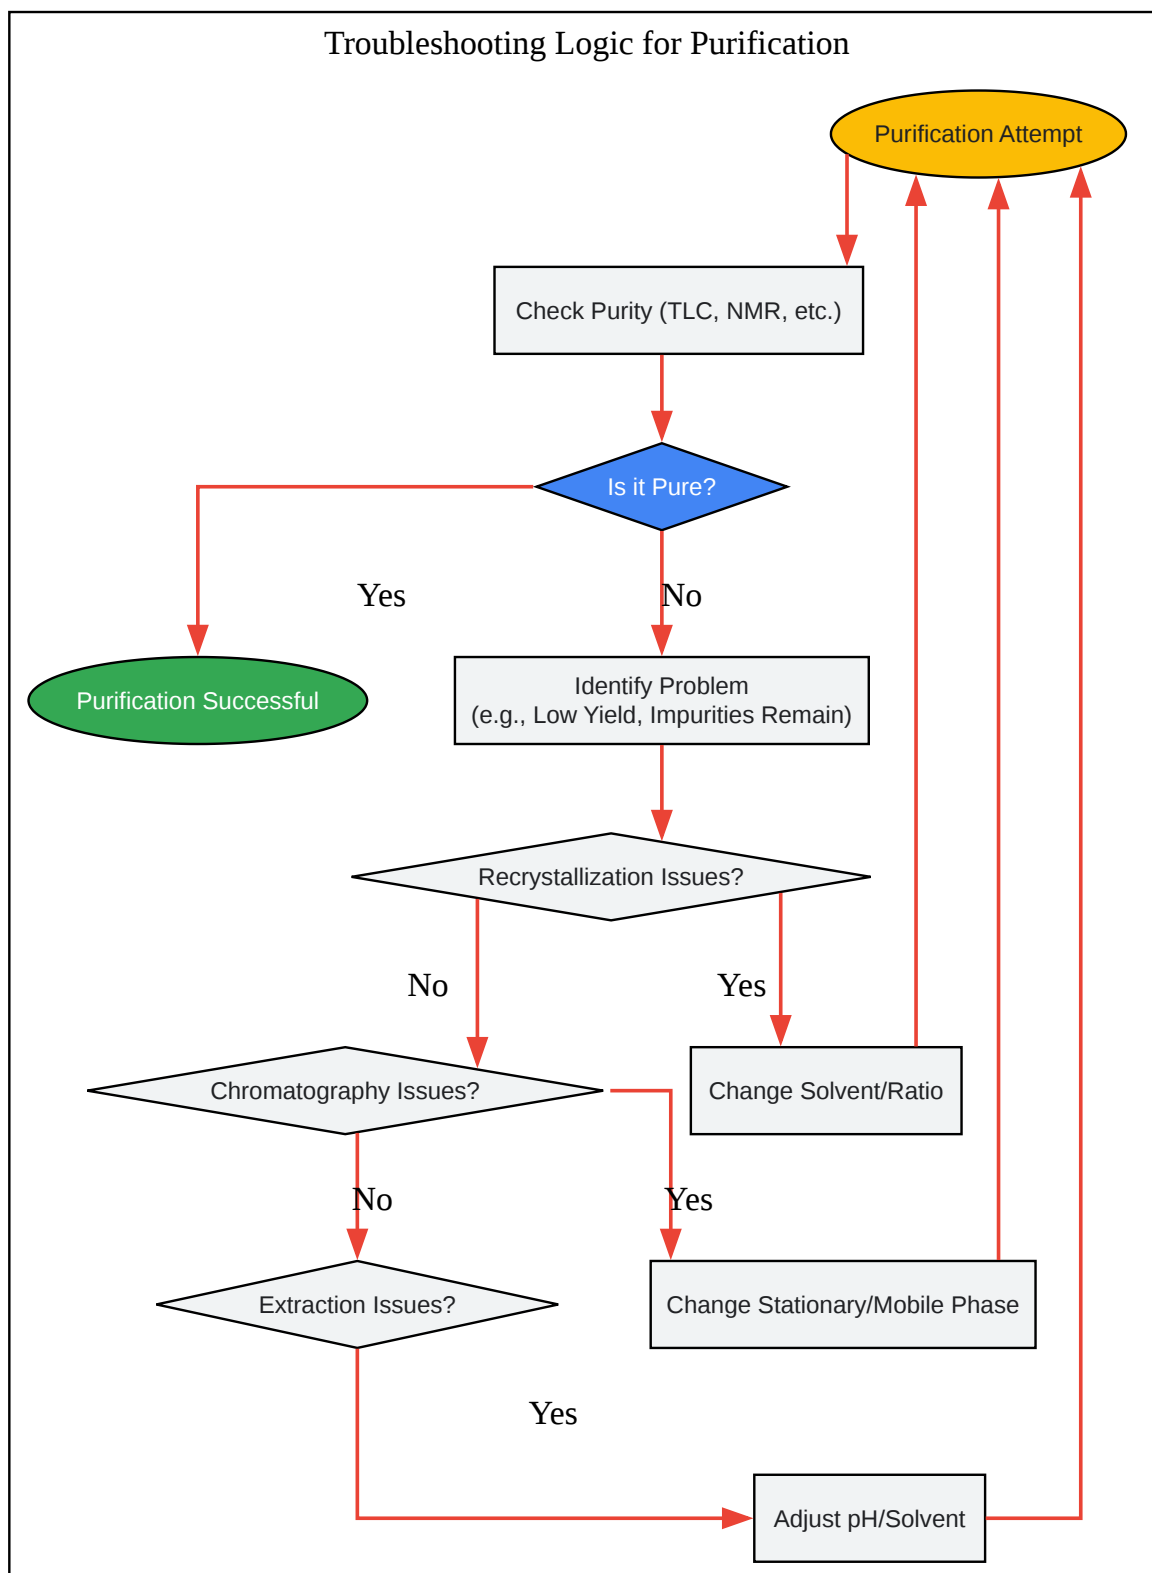 Troubleshooting Logic for Purification
Purification Attempt
Check Purity (TLC, NMR, etc.)
Is it Pure?
Yes
No
Purification Successful
Identify Problem
(e.g., Low Yield, Impurities Remain)
Recrystallization Issues?
No
Yes
Chromatography Issues?
Change Solvent/Ratio
No
Yes
Extraction Issues?
Change Stationary/Mobile Phase
Yes
Adjust pH/Solvent